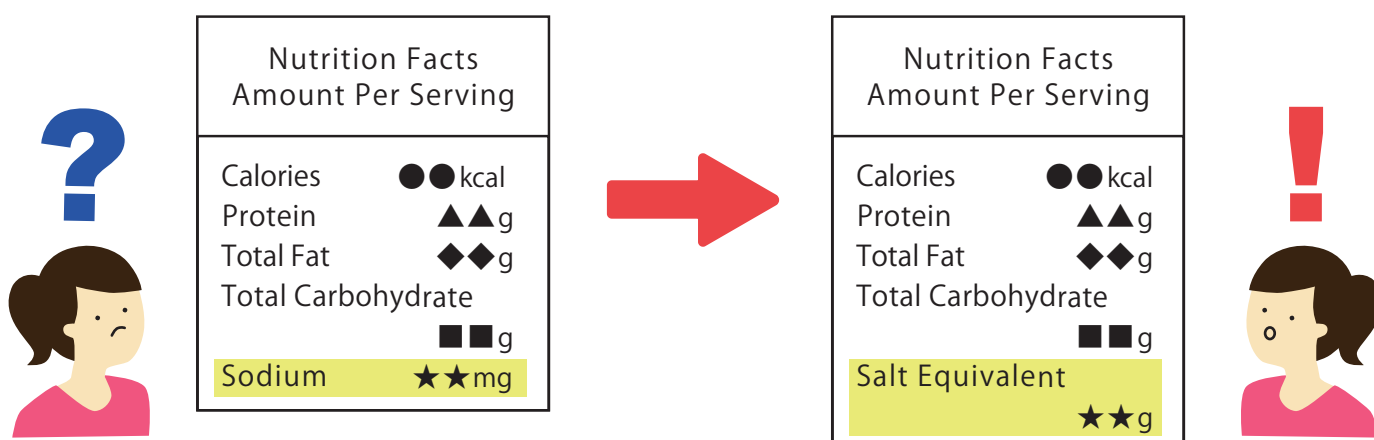 ?
Nutrition Facts
Amount Per Serving
Calories ●●kcal
Protein ▲▲g
Total Fat ◆◆g
Total Carbohydrate
■■g
Sodium ★★mg
Nutrition Facts
Amount Per Serving
Calories ●●kcal
Protein ▲▲g
Total Fat ◆◆g
Total Carbohydrate
■■g
Salt Equivalent
★★g
!